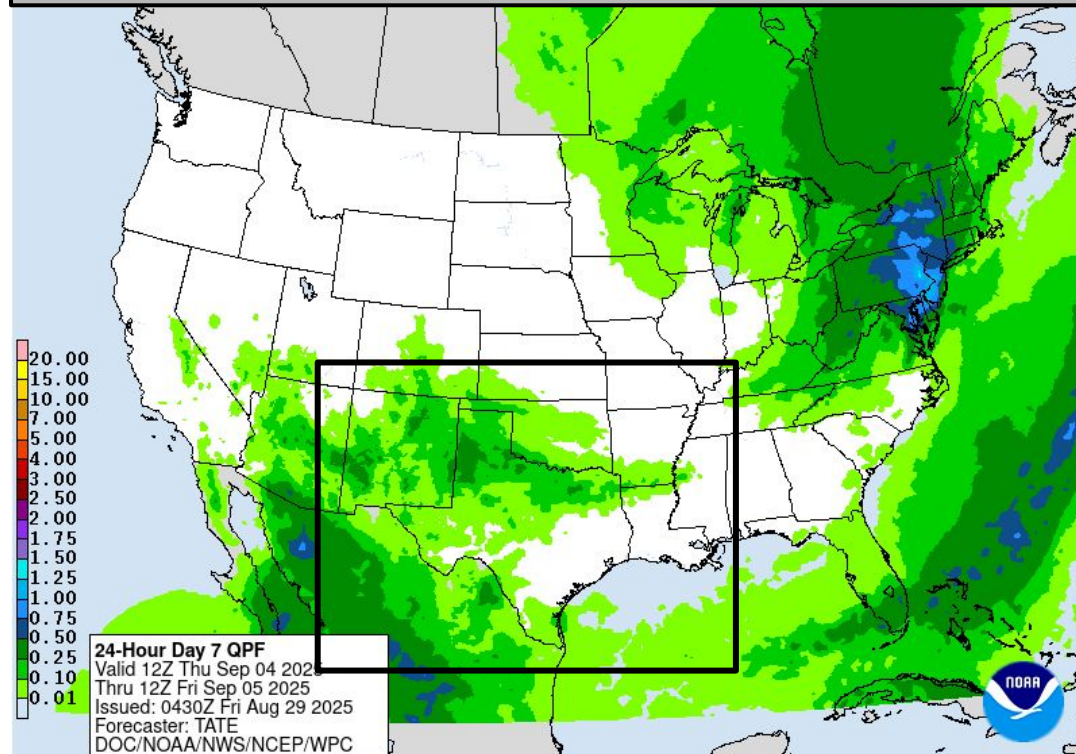 20.00
15.00
10.00
7.00
5.00
4.00
3.00
2.50
2.00
1.75
1.50
1.25
1.00
0.75
0.50
0.25
0.10
0.01
24-Hour Day 7 QPF
Valid 12Z Thu Sep 04 2025
Thru 12Z Fri Sep 05 2025
Issued: 0430Z Fri Aug 29 2025
Forecaster: TATE
DOC/NOAA/NWS/NCEP/WPC
NOAA